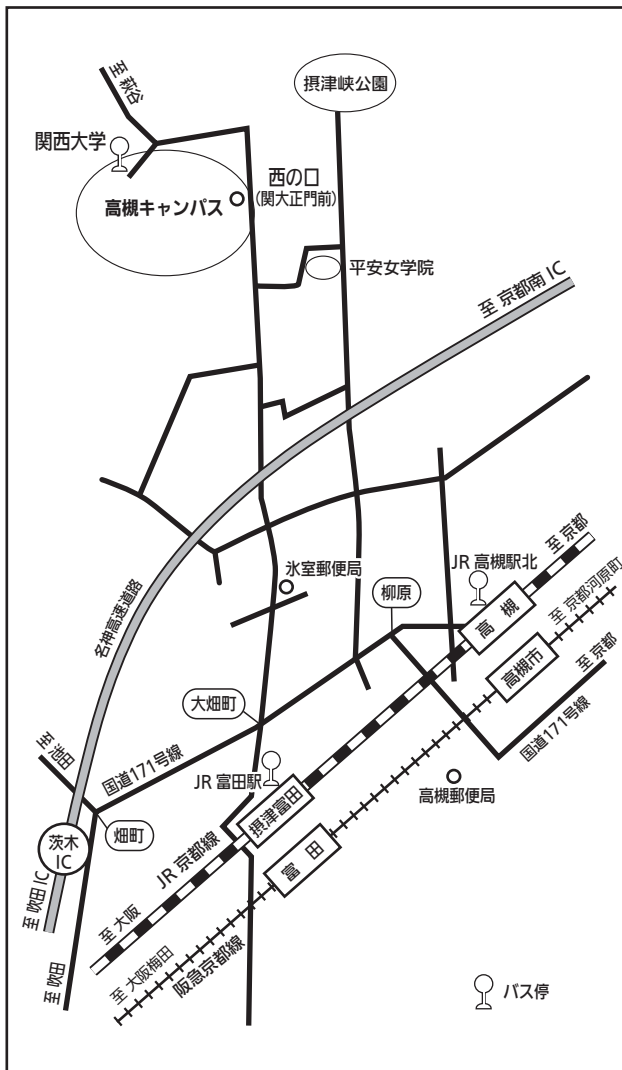 至 萩谷
摂津峡公園
関西大学
高槻キャンパス
西の口
(関大正門前)
平安女学院
至 京都南 IC
名神高速道路
氷室郵便局
柳原
JR 高槻駅北
至 京都
高 槻
至 京都河原町
高槻市
至 京都
国道171号線
大畑町
至 池田
国道171号線
JR 富田駅
高槻郵便局
摂津富田
畑町
茨木
IC
富 田
JR 京都線
至 吹田 IC
至 大阪
至 吹田
至 大阪梅田
阪急京都線
バス停